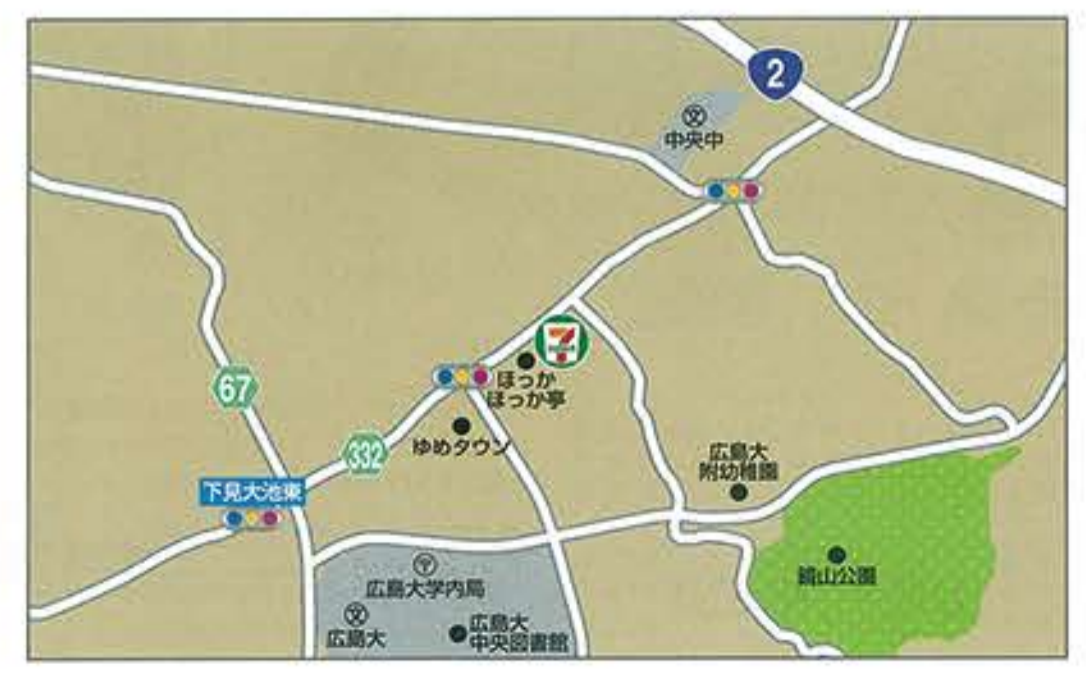 2
中央中
ほっか
ほっか亭
67
ゆめタウン
332
広島大
附幼稚園
下見大池東
鏡山公園
広島大学内局
広島大
広島大
中央図書館